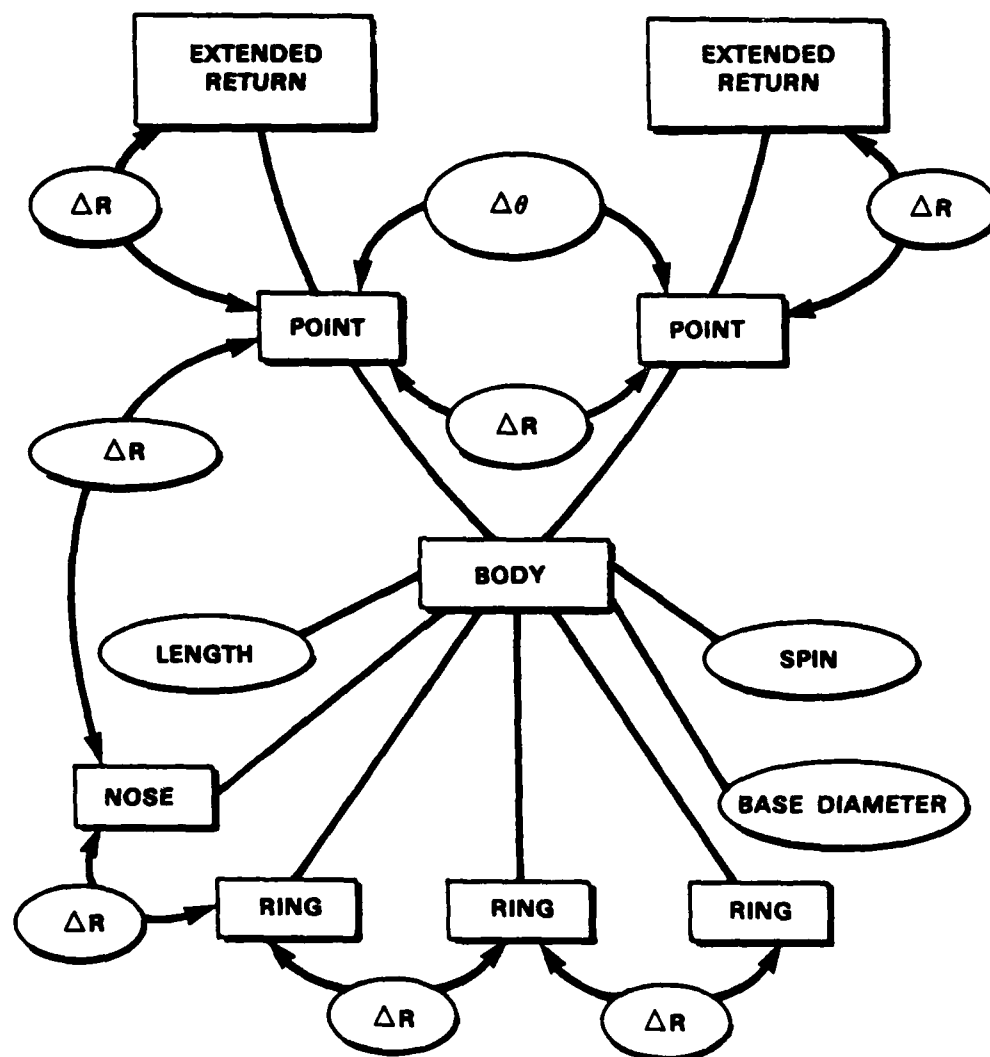 EXTENDED
RETURN
EXTENDED
RETURN
ΔR
Δθ
ΔR
POINT
POINT
ΔR
ΔR
BODY
LENGTH
SPIN
NOSE
BASE DIAMETER
RING
RING
RING
ΔR
ΔR
ΔR